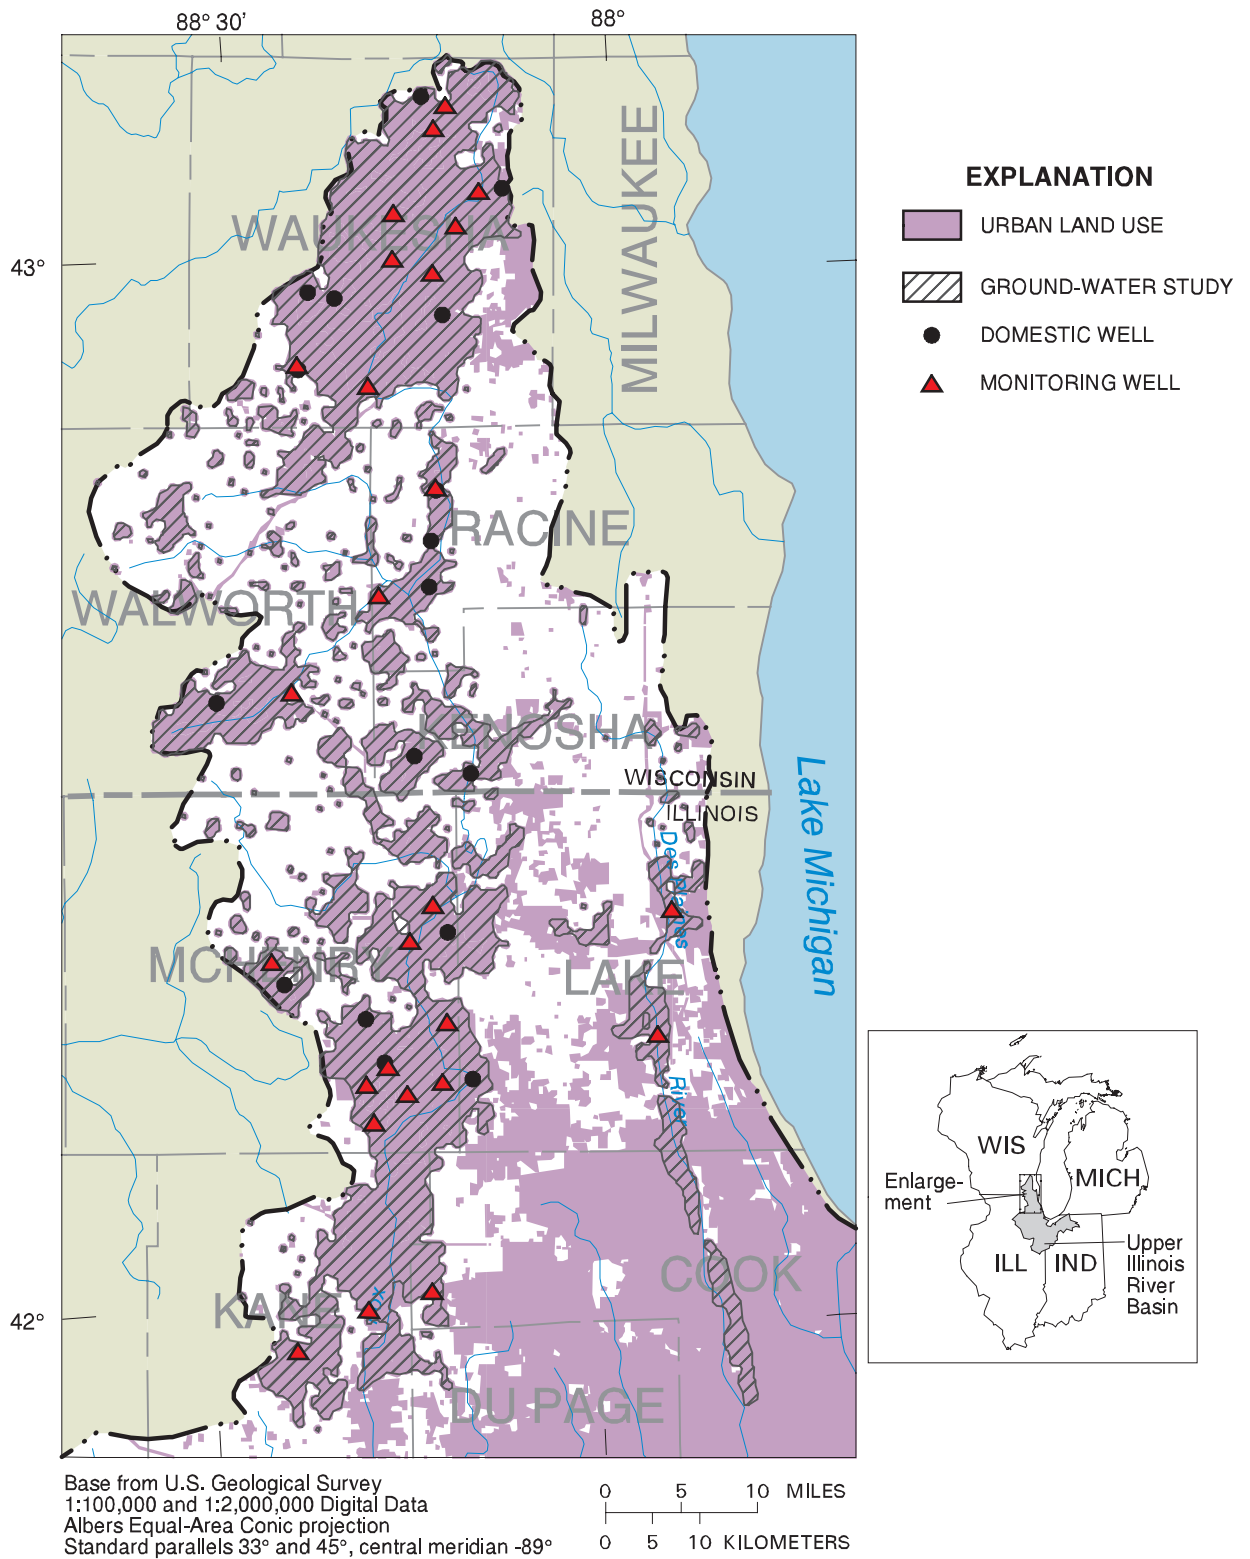 88° 30'
88°
43°
42°
WAUKESHA
MILWAUKEE
RACINE
WALWORTH
KENOSHA
WISCONSIN
ILLINOIS
Des Plaines
River
Lake Michigan
MCHENRY
LAKE
COOK
KANE
Fox
DU PAGE
EXPLANATION
URBAN LAND USE
GROUND-WATER STUDY
DOMESTIC WELL
MONITORING WELL
WIS
MICH
Enlarge-
ment
ILL
IND
Upper
Illinois
River
Basin
Base from U.S. Geological Survey
1:100,000 and 1:2,000,000 Digital Data
Albers Equal-Area Conic projection
Standard parallels 33° and 45°, central meridian -89°
0 5 10 MILES
0 5 10 KILOMETERS